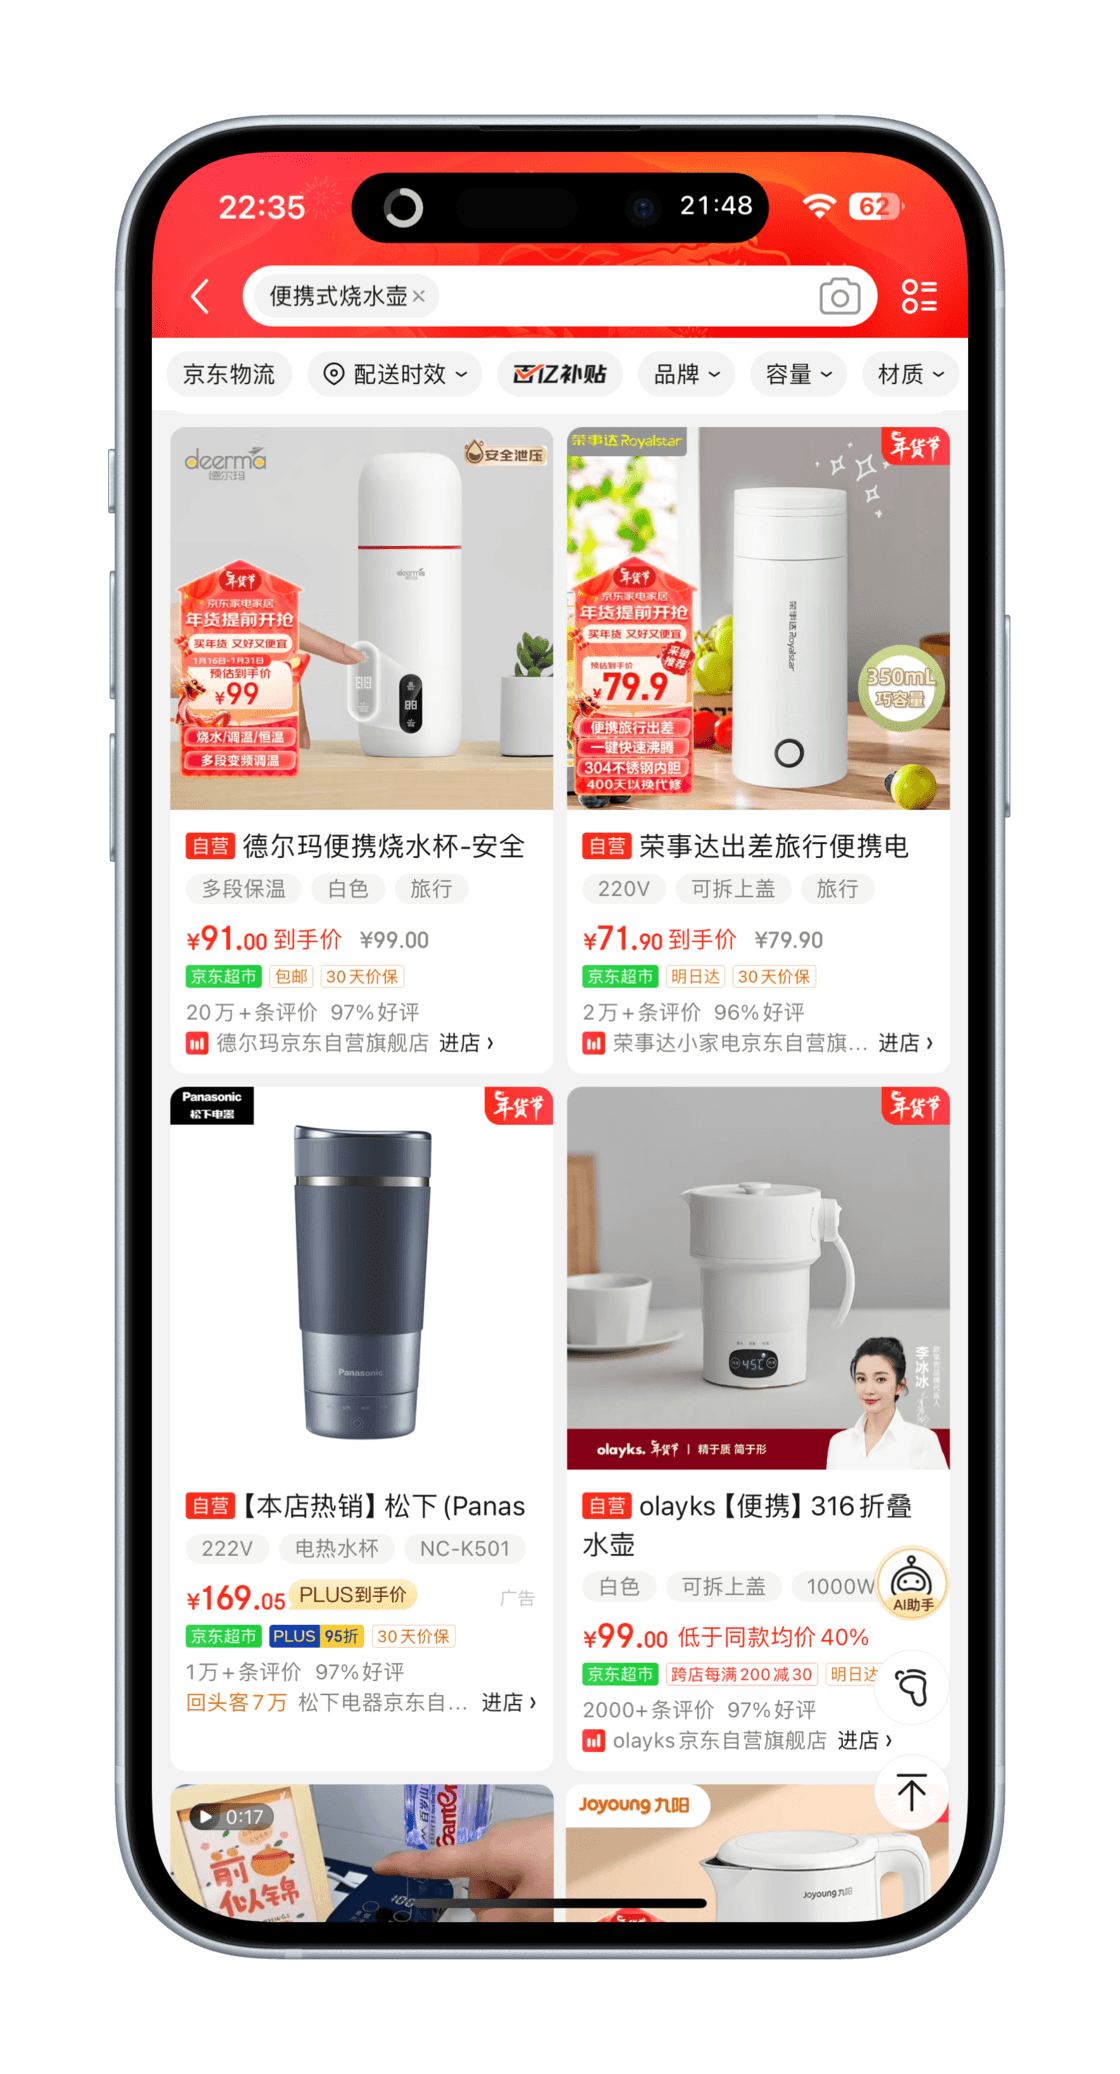 22:35
21:48
62
便携式烧水壶×
京东物流
配送时效
百亿补贴
品牌
容量
材质
deerma
德尔玛
安全泄压
deerma
年货节
京东家电家居
年货提前开抢
买年货 又好又便宜
1月16日-1月31日
预估到手价
¥99
烧水/调温/恒温
多段变频调温
88
88
自营 德尔玛便携烧水杯-安全
多段保温 白色 旅行
¥91.00 到手价 ¥99.00
京东超市 包邮 30天价保
20万+条评价 97%好评
德尔玛京东自营旗舰店 进店 ›
荣事达 Royalstar
年货节
荣事达 Royalstar
350mL
巧容量
年货节
京东家电家居
年货提前开抢
买年货 又好又便宜
采销
推荐
预估到手价
¥79.9
便携旅行出差
一键快速沸腾
304不锈钢内胆
400天以换代修
自营 荣事达出差旅行便携电
220V 可拆上盖 旅行
¥71.90 到手价 ¥79.90
京东超市 明日达 30天价保
2万+条评价 96%好评
荣事达小家电京东自营旗... 进店 ›
Panasonic
松下电器
年货节
Panasonic
自营【本店热销】松下(Panas
222V 电热水杯 NC-K501
¥169.05 PLUS到手价 广告
京东超市 PLUS 95折 30天价保
1万+条评价 97%好评
回头客7万 松下电器京东自... 进店 ›
年货节
45℃
李冰冰
olayks. 年货节 | 精于质 简于形
自营 olayks【便携】316折叠
水壶
白色 可拆上盖 1000W
AI助手
¥99.00 低于同款均价40%
京东超市 跨店每满200减30 明日达
2000+条评价 97%好评
olayks京东自营旗舰店 进店 ›
0:17
前
似锦
100
Joyoung 九阳
Joyoung 九阳
年货节